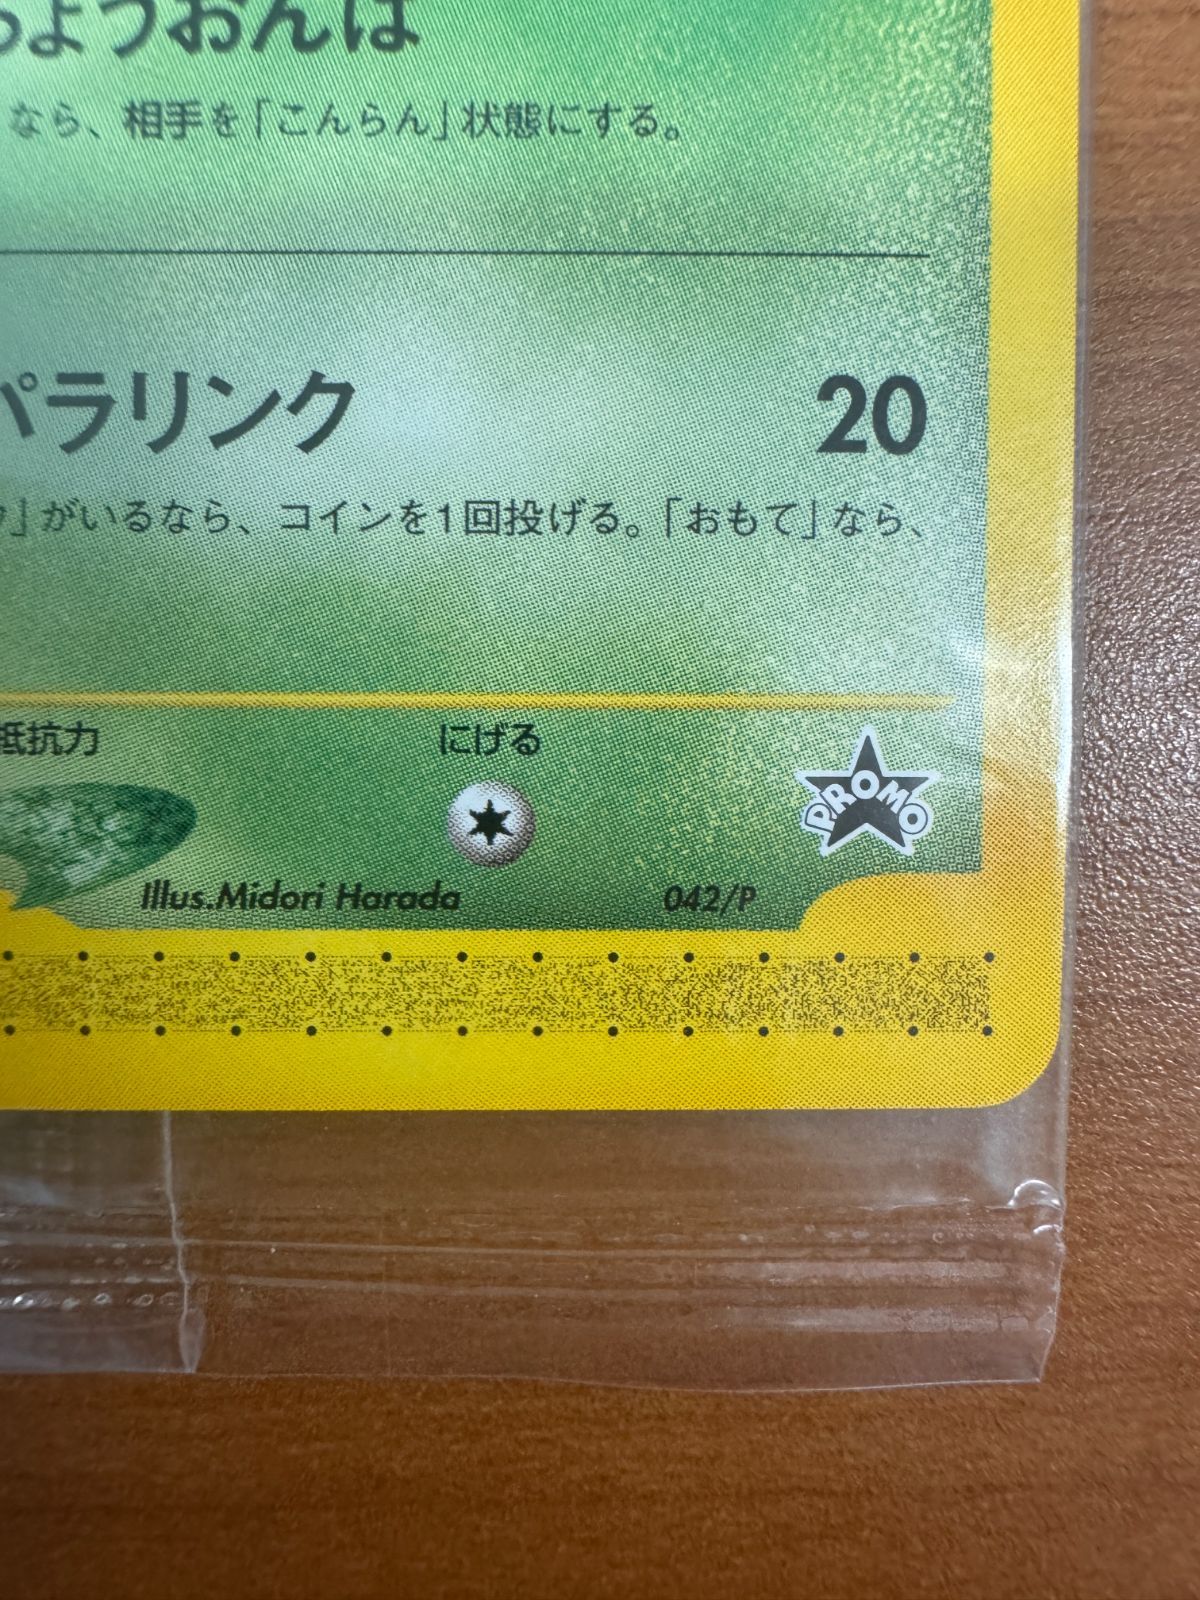 ちょうおんぱ
なら、相手を「こんらん」状態にする。
パラリンク 20
」がいるなら、コインを1回投げる。「おもて」なら、
抵抗力 にげる
PROMO
Illus.Midori Harada 042/P